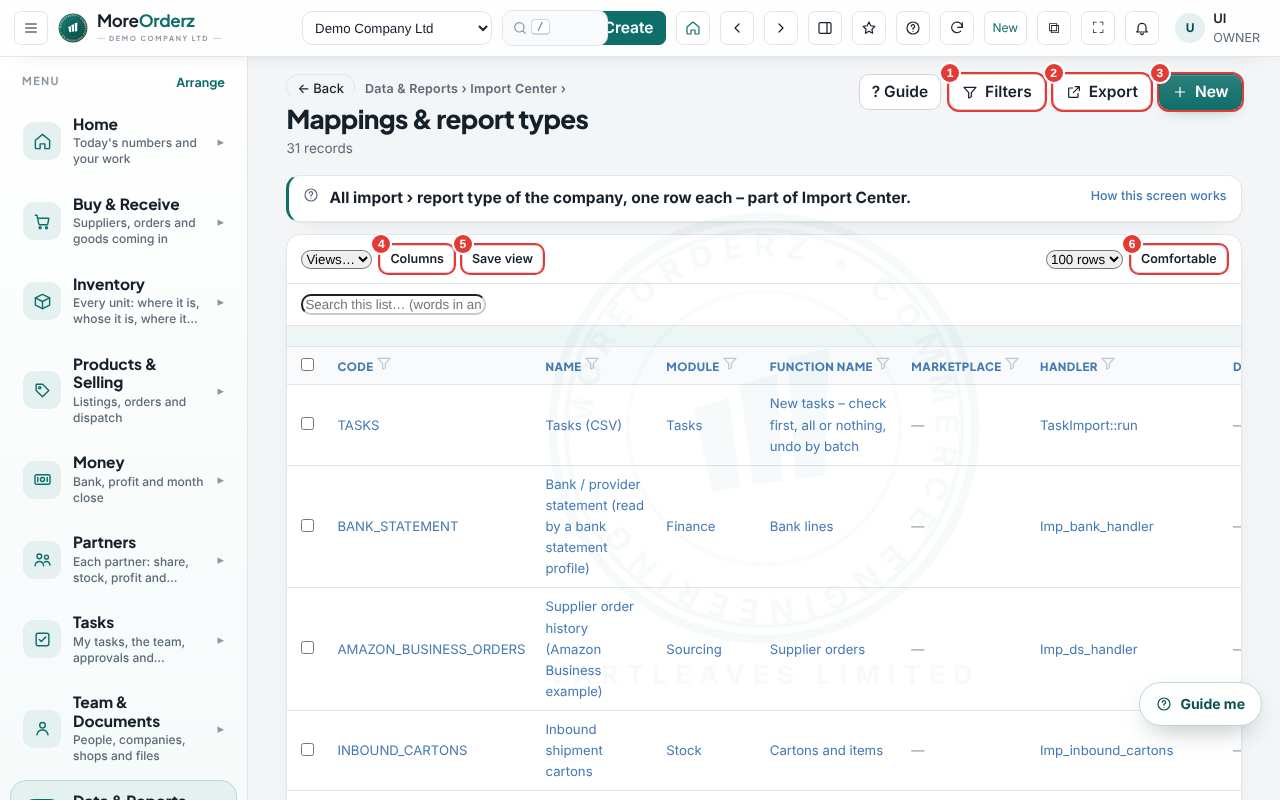 MoreOrderz
— DEMO COMPANY LTD —
Demo Company Ltd
/
Create
New
U
UI
OWNER
MENU
Arrange
Home
Today's numbers and
your work
Buy & Receive
Suppliers, orders and
goods coming in
Inventory
Every unit: where it is,
whose it is, where it...
Products &
Selling
Listings, orders and
dispatch
Money
Bank, profit and month
close
Partners
Each partner: share,
stock, profit and...
Tasks
My tasks, the team,
approvals and...
Team &
Documents
People, companies,
shops and files
Data & Reports
← Back
Data & Reports › Import Center ›
Mappings & report types
31 records
? Guide
1
Filters
2
Export
3
+ New
All import › report type of the company, one row each – part of Import Center.
How this screen works
Views...
4
Columns
5
Save view
100 rows
6
Comfortable
Search this list... (words in an
CODE
NAME
MODULE
FUNCTION NAME
MARKETPLACE
HANDLER
D
TASKS
Tasks (CSV)
Tasks
New tasks – check
first, all or nothing,
undo by batch
—
TaskImport::run
—
BANK_STATEMENT
Bank / provider
statement (read
by a bank
statement
profile)
Finance
Bank lines
—
Imp_bank_handler
—
AMAZON_BUSINESS_ORDERS
Supplier order
history
(Amazon
Business
example)
Sourcing
Supplier orders
—
Imp_ds_handler
—
INBOUND_CARTONS
Inbound
shipment
cartons
Stock
Cartons and items
—
Imp_inbound_cartons
—
MOREORDERZ • COMMERCE ENGINEERING
ARTLEAVES LIMITED
Guide me